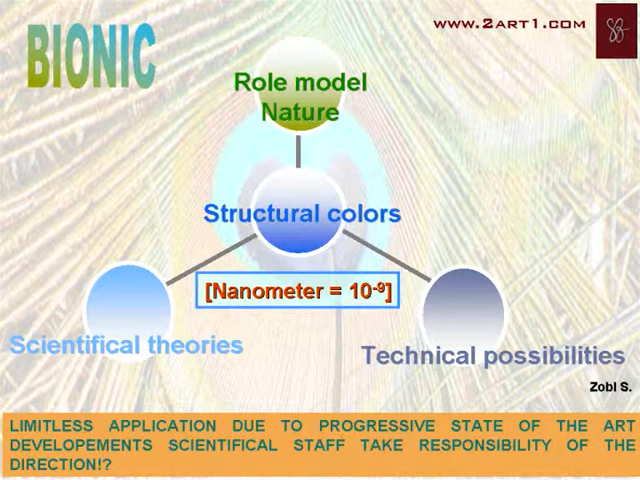 BIONIC
WWW.2ART1.COM
Role model
Nature
Structural colors
[Nanometer = 10⁻⁹]
Scientifical theories
Technical possibilities
Zobl S.
LIMITLESS APPLICATION DUE TO PROGRESSIVE STATE OF THE ART
DEVELOPEMENTS SCIENTIFICAL STAFF TAKE RESPONSIBILITY OF THE
DIRECTION!?